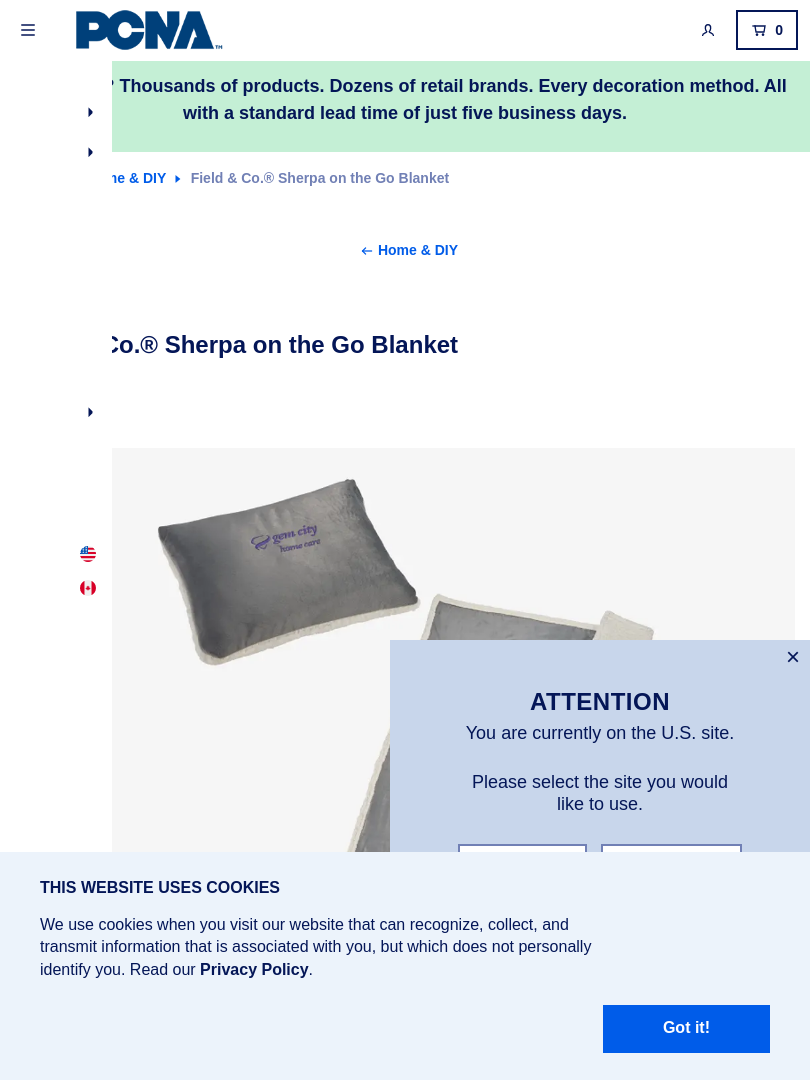 PCNA™
0
? Thousands of products. Dozens of retail brands. Every decoration method. All
with a standard lead time of just five business days.
me & DIY
Field & Co.® Sherpa on the Go Blanket
Home & DIY
Co.® Sherpa on the Go Blanket
gem city
home care
ATTENTION
You are currently on the U.S. site.
Please select the site you would
like to use.
THIS WEBSITE USES COOKIES
We use cookies when you visit our website that can recognize, collect, and
transmit information that is associated with you, but which does not personally
identify you. Read our Privacy Policy.
Got it!